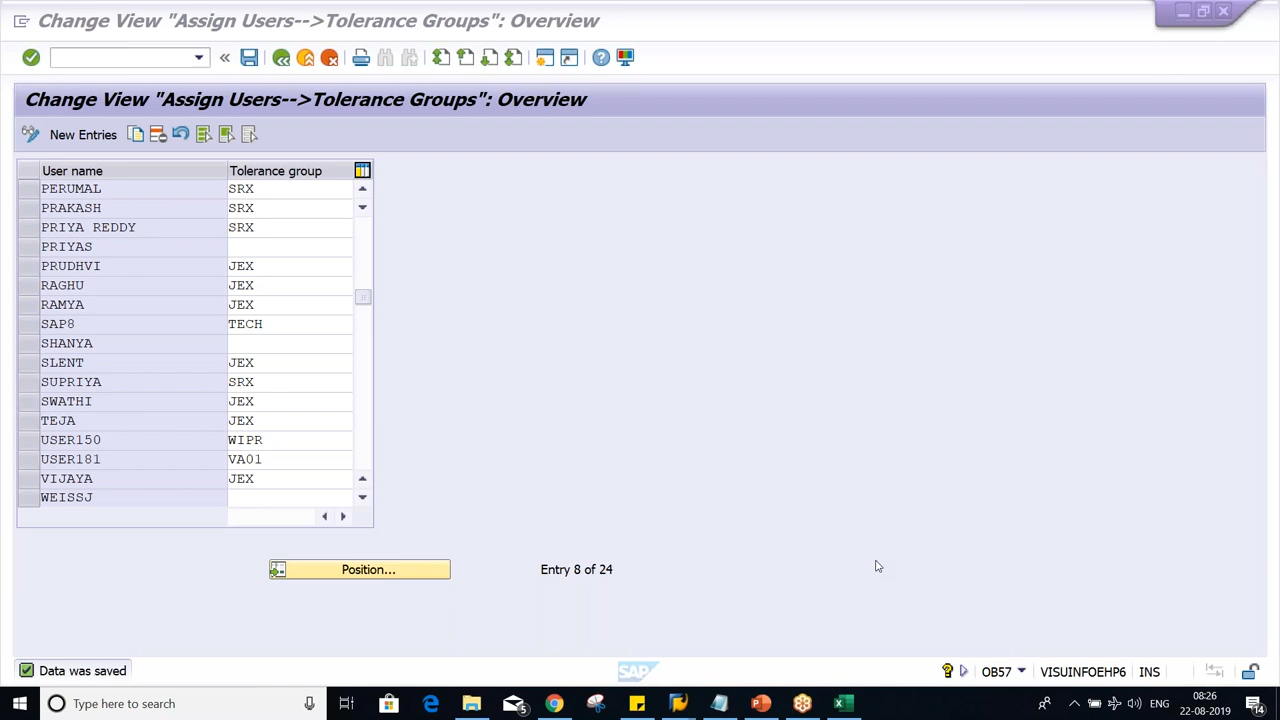 Change View "Assign Users-->Tolerance Groups": Overview
Change View "Assign Users-->Tolerance Groups": Overview
New Entries
User name Tolerance group
PERUMAL SRX
PRAKASH SRX
PRIYA REDDY SRX
PRIYAS
PRUDHVI JEX
RAGHU JEX
RAMYA JEX
SAP8 TECH
SHANYA
SLENT JEX
SUPRIYA SRX
SWATHI JEX
TEJA JEX
USER150 WIPR
USER181 VA01
VIJAYA JEX
WEISSJ
Position... Entry 8 of 24
Data was saved SAP OB57 VISUINFOEHP6 INS
Type here to search 5 ENG 08:26 22-08-2019 14